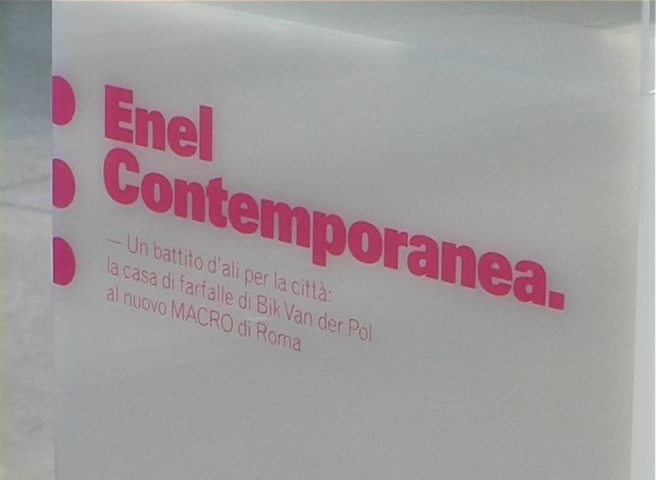 Enel
Contemporanea.
— Un battito d'ali per la città:
la casa di farfalle di Bik Van der Pol
al nuovo MACRO di Roma